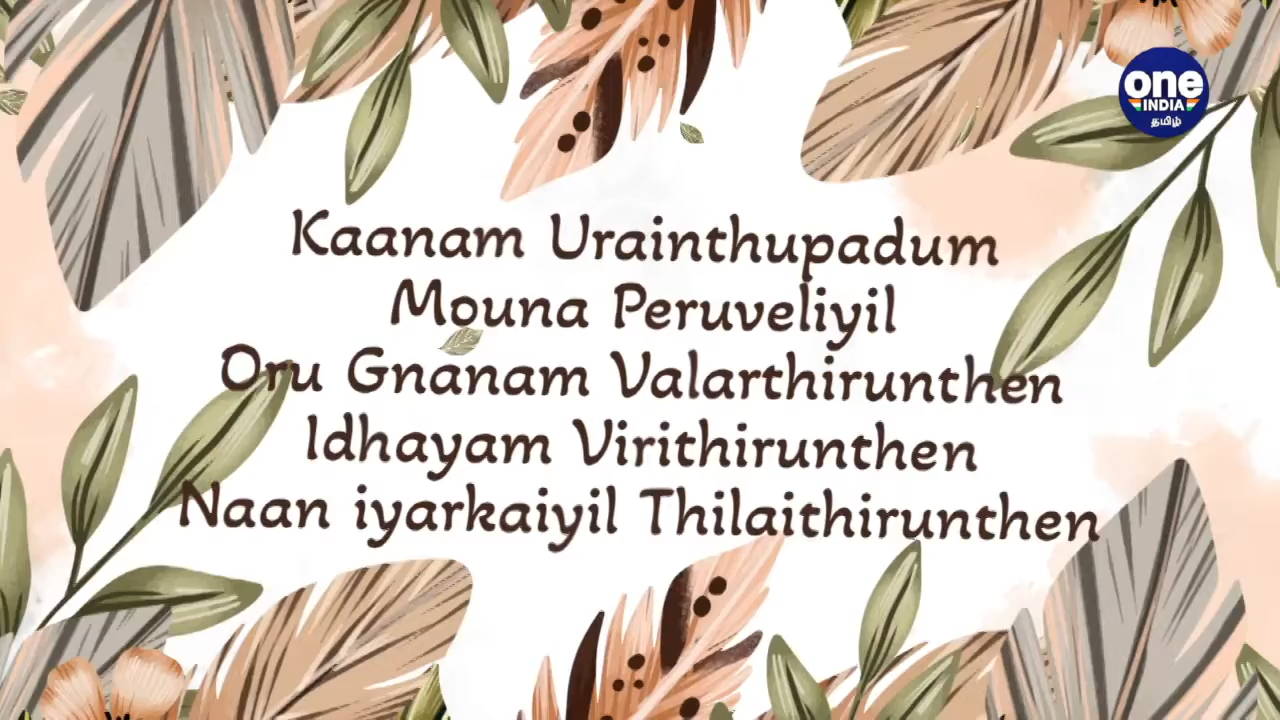 one
INDIA
தமிழ்
Kaanam Urainthupadum
Mouna Peruveliyil
Oru Gnanam Valarthirunthen
Idhayam Virithirunthen
Naan iyarkaiyil Thilaithirunthen